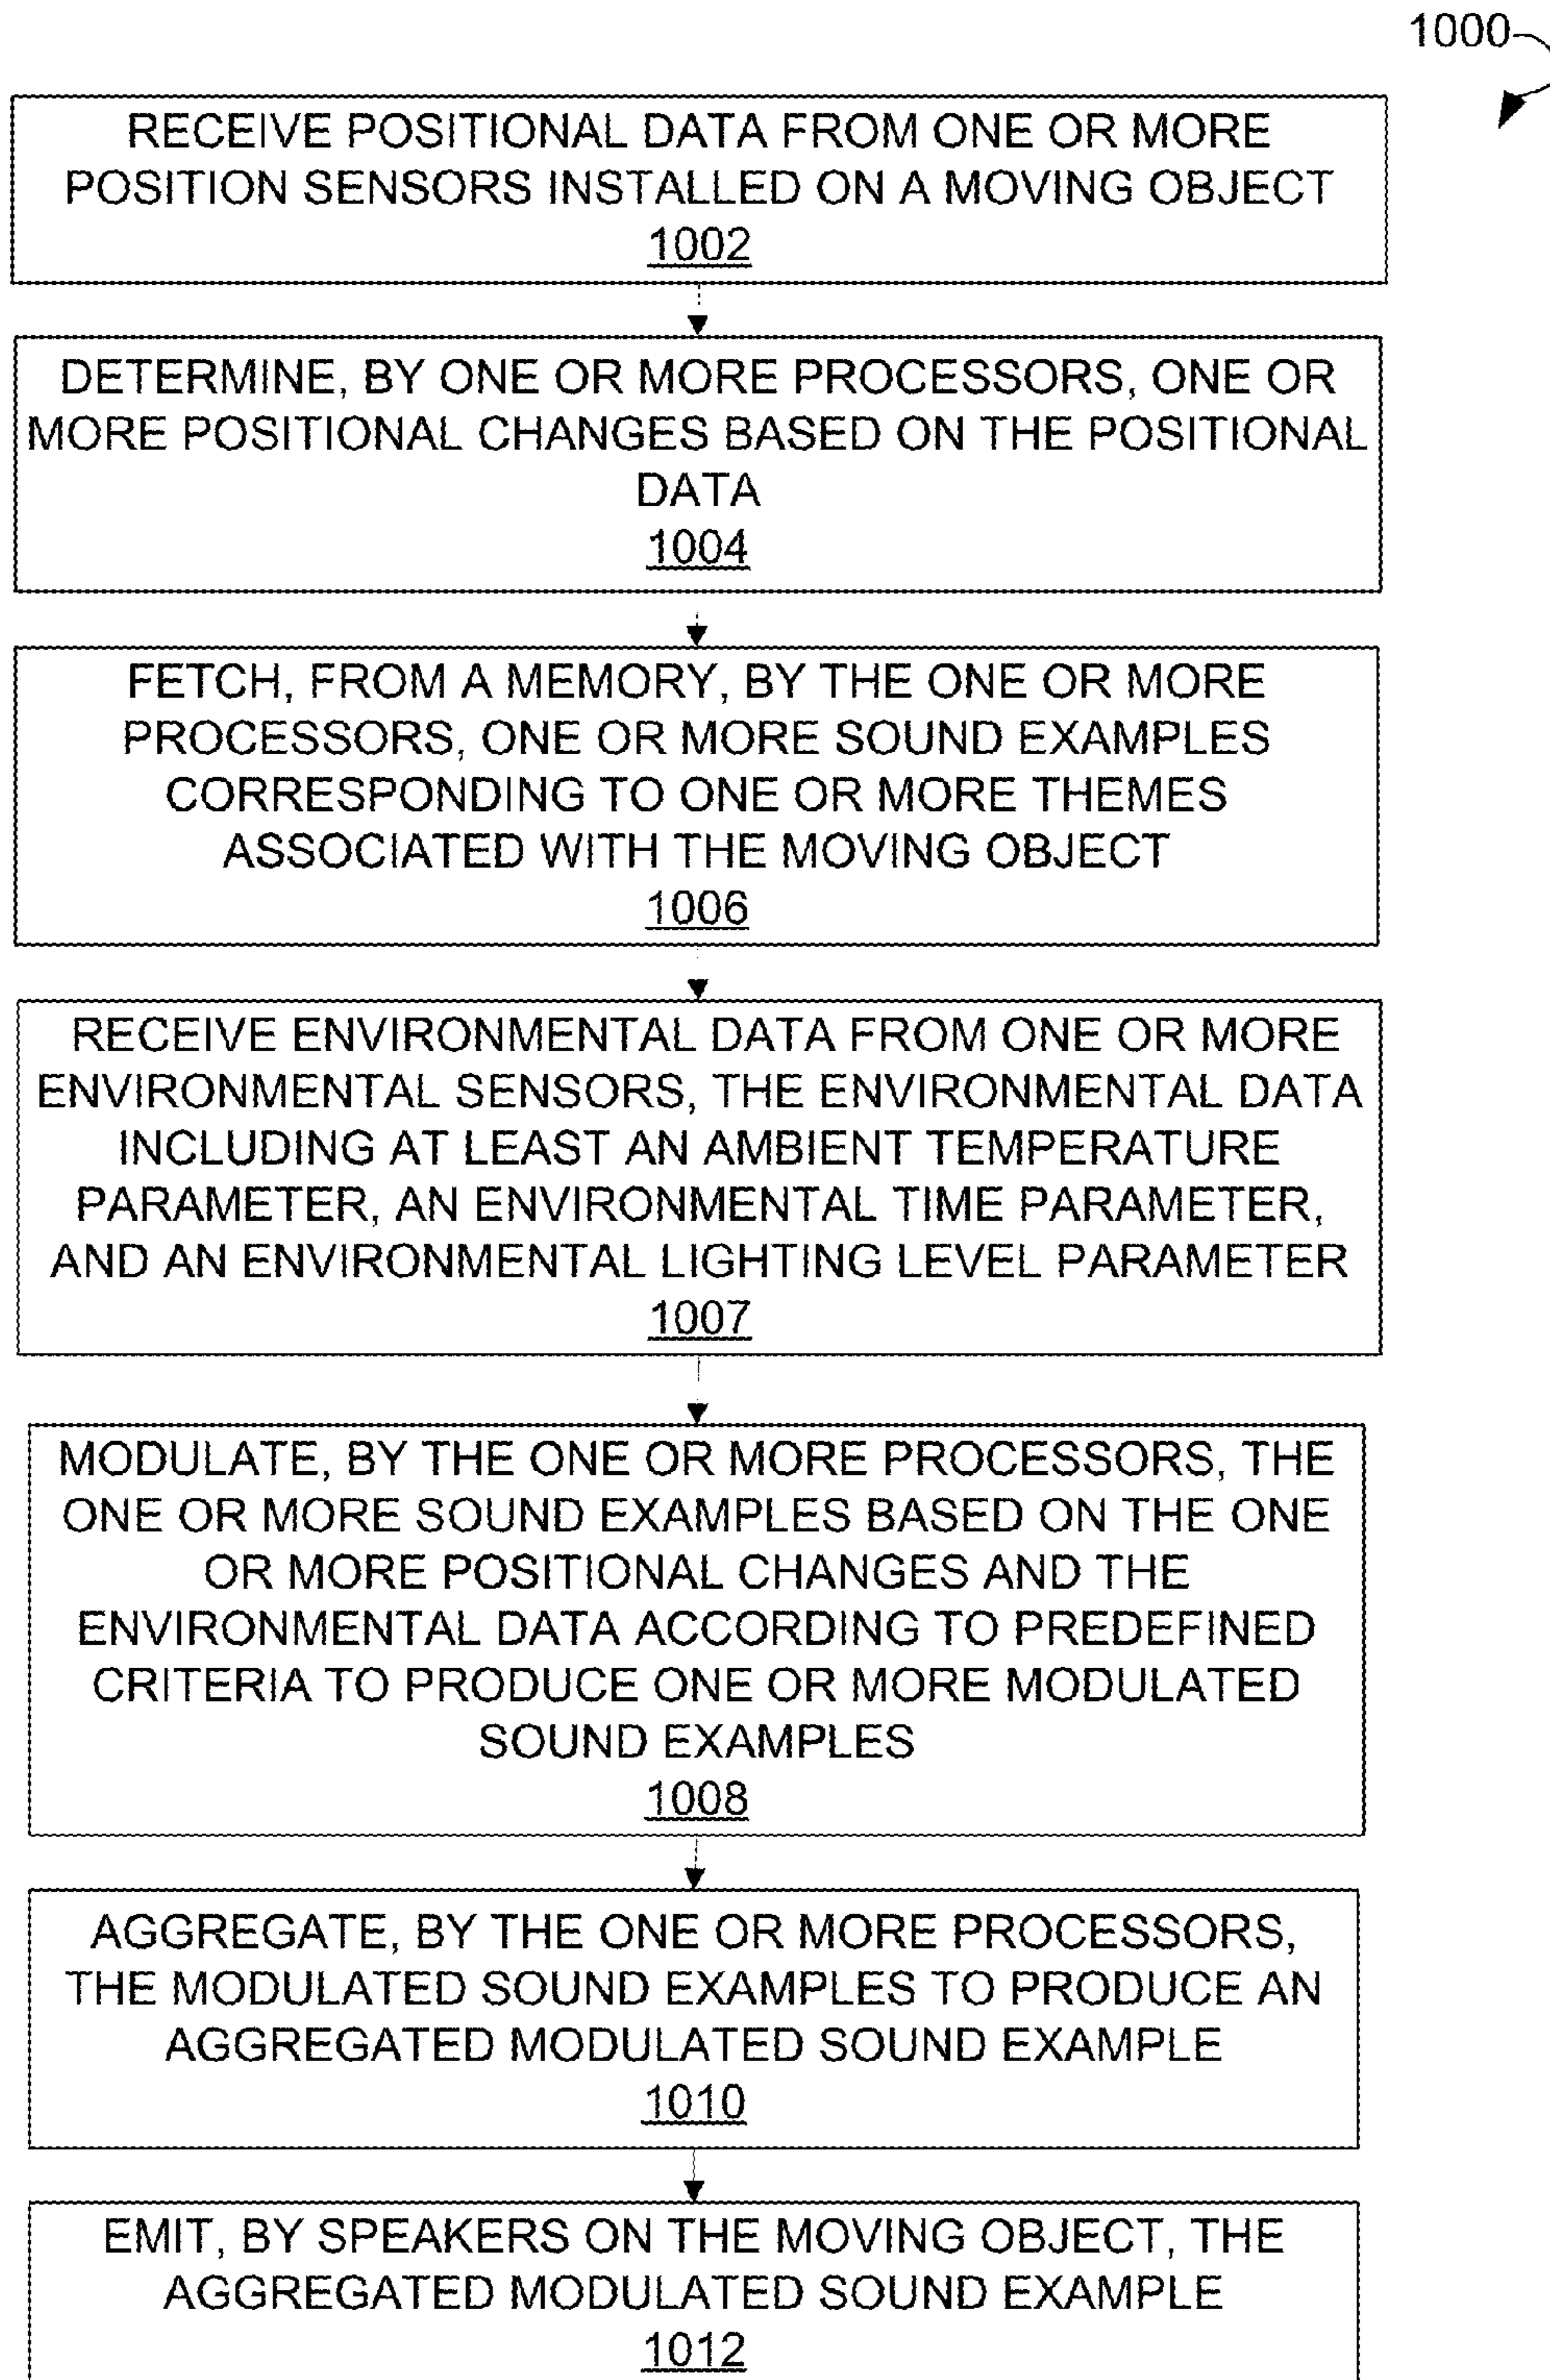 1000
RECEIVE POSITIONAL DATA FROM ONE OR MORE
POSITION SENSORS INSTALLED ON A MOVING OBJECT
1002
DETERMINE, BY ONE OR MORE PROCESSORS, ONE OR
MORE POSITIONAL CHANGES BASED ON THE POSITIONAL
DATA
1004
FETCH, FROM A MEMORY, BY THE ONE OR MORE
PROCESSORS, ONE OR MORE SOUND EXAMPLES
CORRESPONDING TO ONE OR MORE THEMES
ASSOCIATED WITH THE MOVING OBJECT
1006
RECEIVE ENVIRONMENTAL DATA FROM ONE OR MORE
ENVIRONMENTAL SENSORS, THE ENVIRONMENTAL DATA
INCLUDING AT LEAST AN AMBIENT TEMPERATURE
PARAMETER, AN ENVIRONMENTAL TIME PARAMETER,
AND AN ENVIRONMENTAL LIGHTING LEVEL PARAMETER
1007
MODULATE, BY THE ONE OR MORE PROCESSORS, THE
ONE OR MORE SOUND EXAMPLES BASED ON THE ONE
OR MORE POSITIONAL CHANGES AND THE
ENVIRONMENTAL DATA ACCORDING TO PREDEFINED
CRITERIA TO PRODUCE ONE OR MORE MODULATED
SOUND EXAMPLES
1008
AGGREGATE, BY THE ONE OR MORE PROCESSORS,
THE MODULATED SOUND EXAMPLES TO PRODUCE AN
AGGREGATED MODULATED SOUND EXAMPLE
1010
EMIT, BY SPEAKERS ON THE MOVING OBJECT, THE
AGGREGATED MODULATED SOUND EXAMPLE
1012